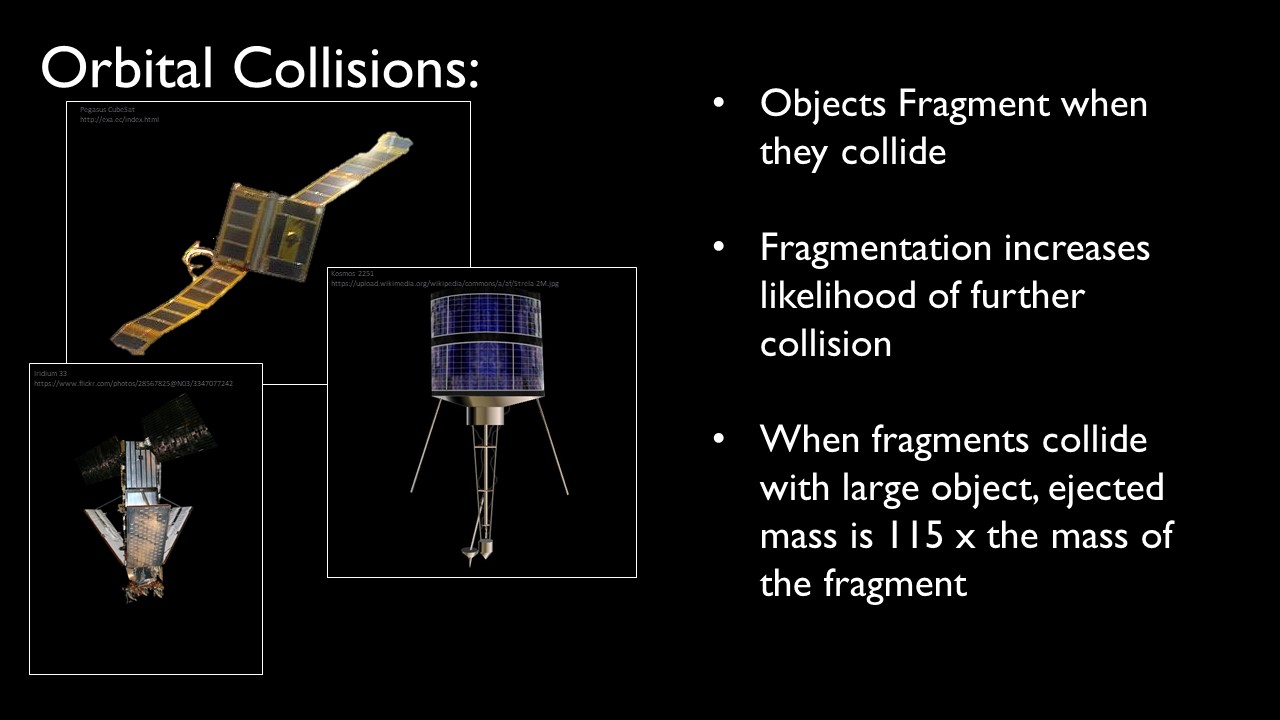 Orbital Collisions:
Pegasus CubeSat
http://exa.ec/index.html
Kosmos 2251
https://upload.wikimedia.org/wikipedia/commons/a/af/Strela-2M.jpg
Iridium 33
https://www.flickr.com/photos/28567825@N03/3347077242
• Objects Fragment when
they collide
• Fragmentation increases
likelihood of further
collision
• When fragments collide
with large object, ejected
mass is 115 x the mass of
the fragment